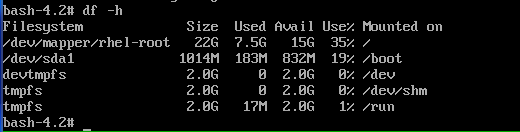 bash-4.2# df -h
Filesystem Size Used Avail Use% Mounted on
/dev/mapper/rhel-root 22G 7.5G 15G 35% /
/dev/sda1 1014M 183M 832M 19% /boot
devtmpfs 2.0G 0 2.0G 0% /dev
tmpfs 2.0G 0 2.0G 0% /dev/shm
tmpfs 2.0G 17M 2.0G 1% /run
bash-4.2# _